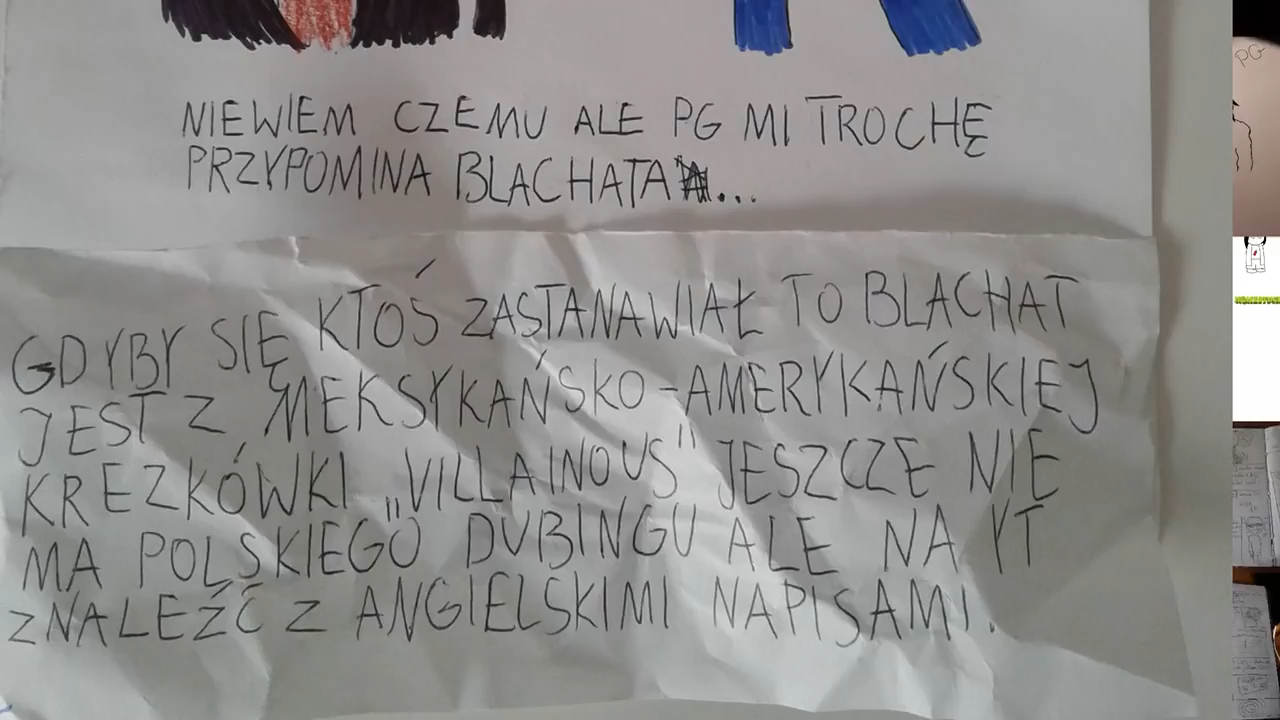 NIEWIEM CZEMU ALE PG MI TROCHĘ
PRZYPOMINA BLACHATA...
GDYBY SIĘ KTOŚ ZASTANAWIAŁ TO BLACHAT
JEST Z MEKSYKAŃSKO-AMERYKAŃSKIEJ
KREZKÓWKI „VILLAINOUS" JESZCZE NIE
MA POLSKIEGO DUBINGU ALE NA YT
ZNALEŹĆ Z ANGIELSKIMI NAPISAMI.
PG